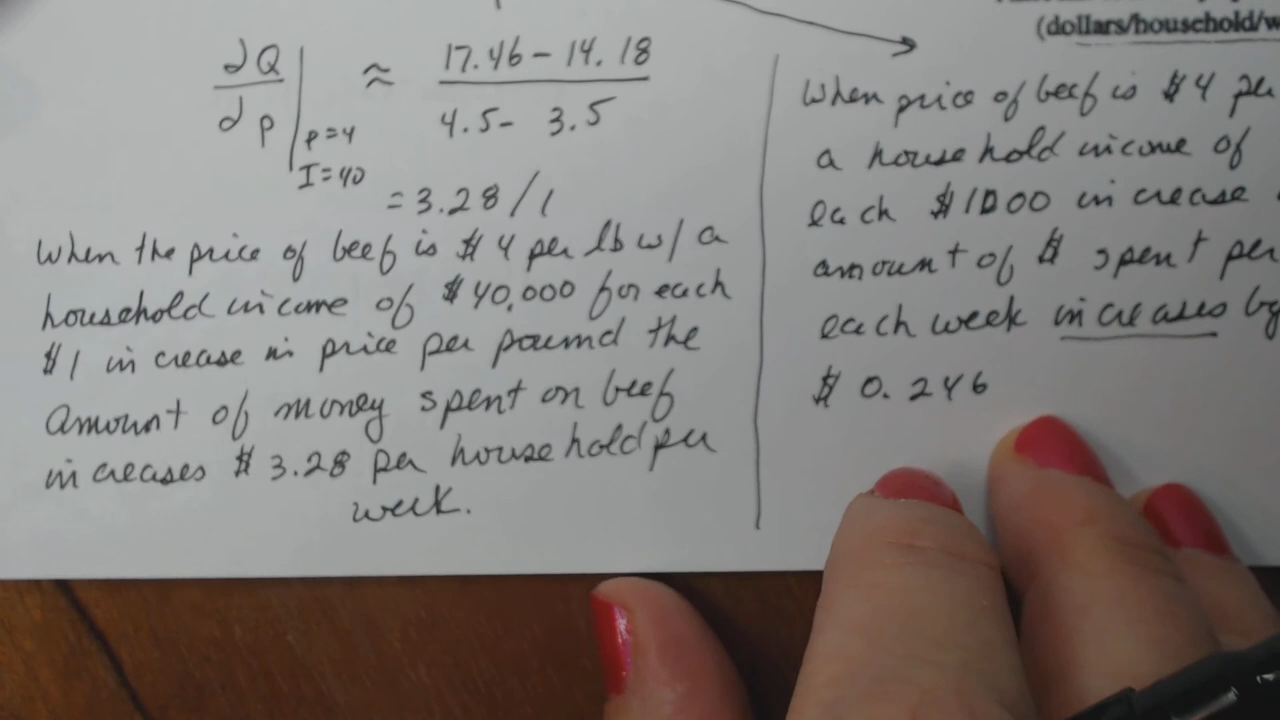 (dollars/household/w
∂Q/∂p | p=4 I=40 ≈ 17.46 - 14.18 / 4.5 - 3.5
= 3.28/1
When the price of beef is $4 per lb w/ a
household income of $40,000 for each
$1 increase in price per pound the
amount of money spent on beef
increases $3.28 per household per
week.
When price of beef is $4 pe
a household income of
each $1000 increase
amount of $ spent per
each week increases by
$0.246